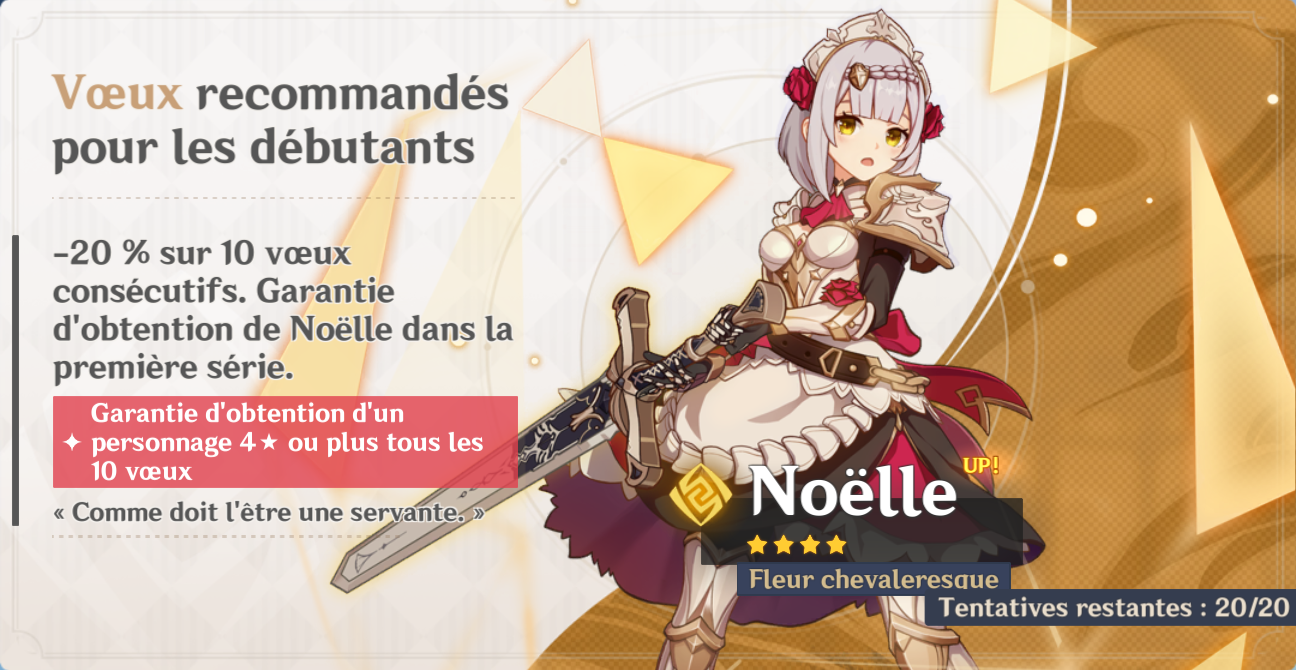 Vœux recommandés
pour les débutants
-20 % sur 10 vœux
consécutifs. Garantie
d'obtention de Noëlle dans la
première série.
✦ Garantie d'obtention d'un
personnage 4★ ou plus tous les
10 vœux
« Comme doit l'être une servante. »
Noëlle UP!
★★★★
Fleur chevaleresque
Tentatives restantes : 20/20